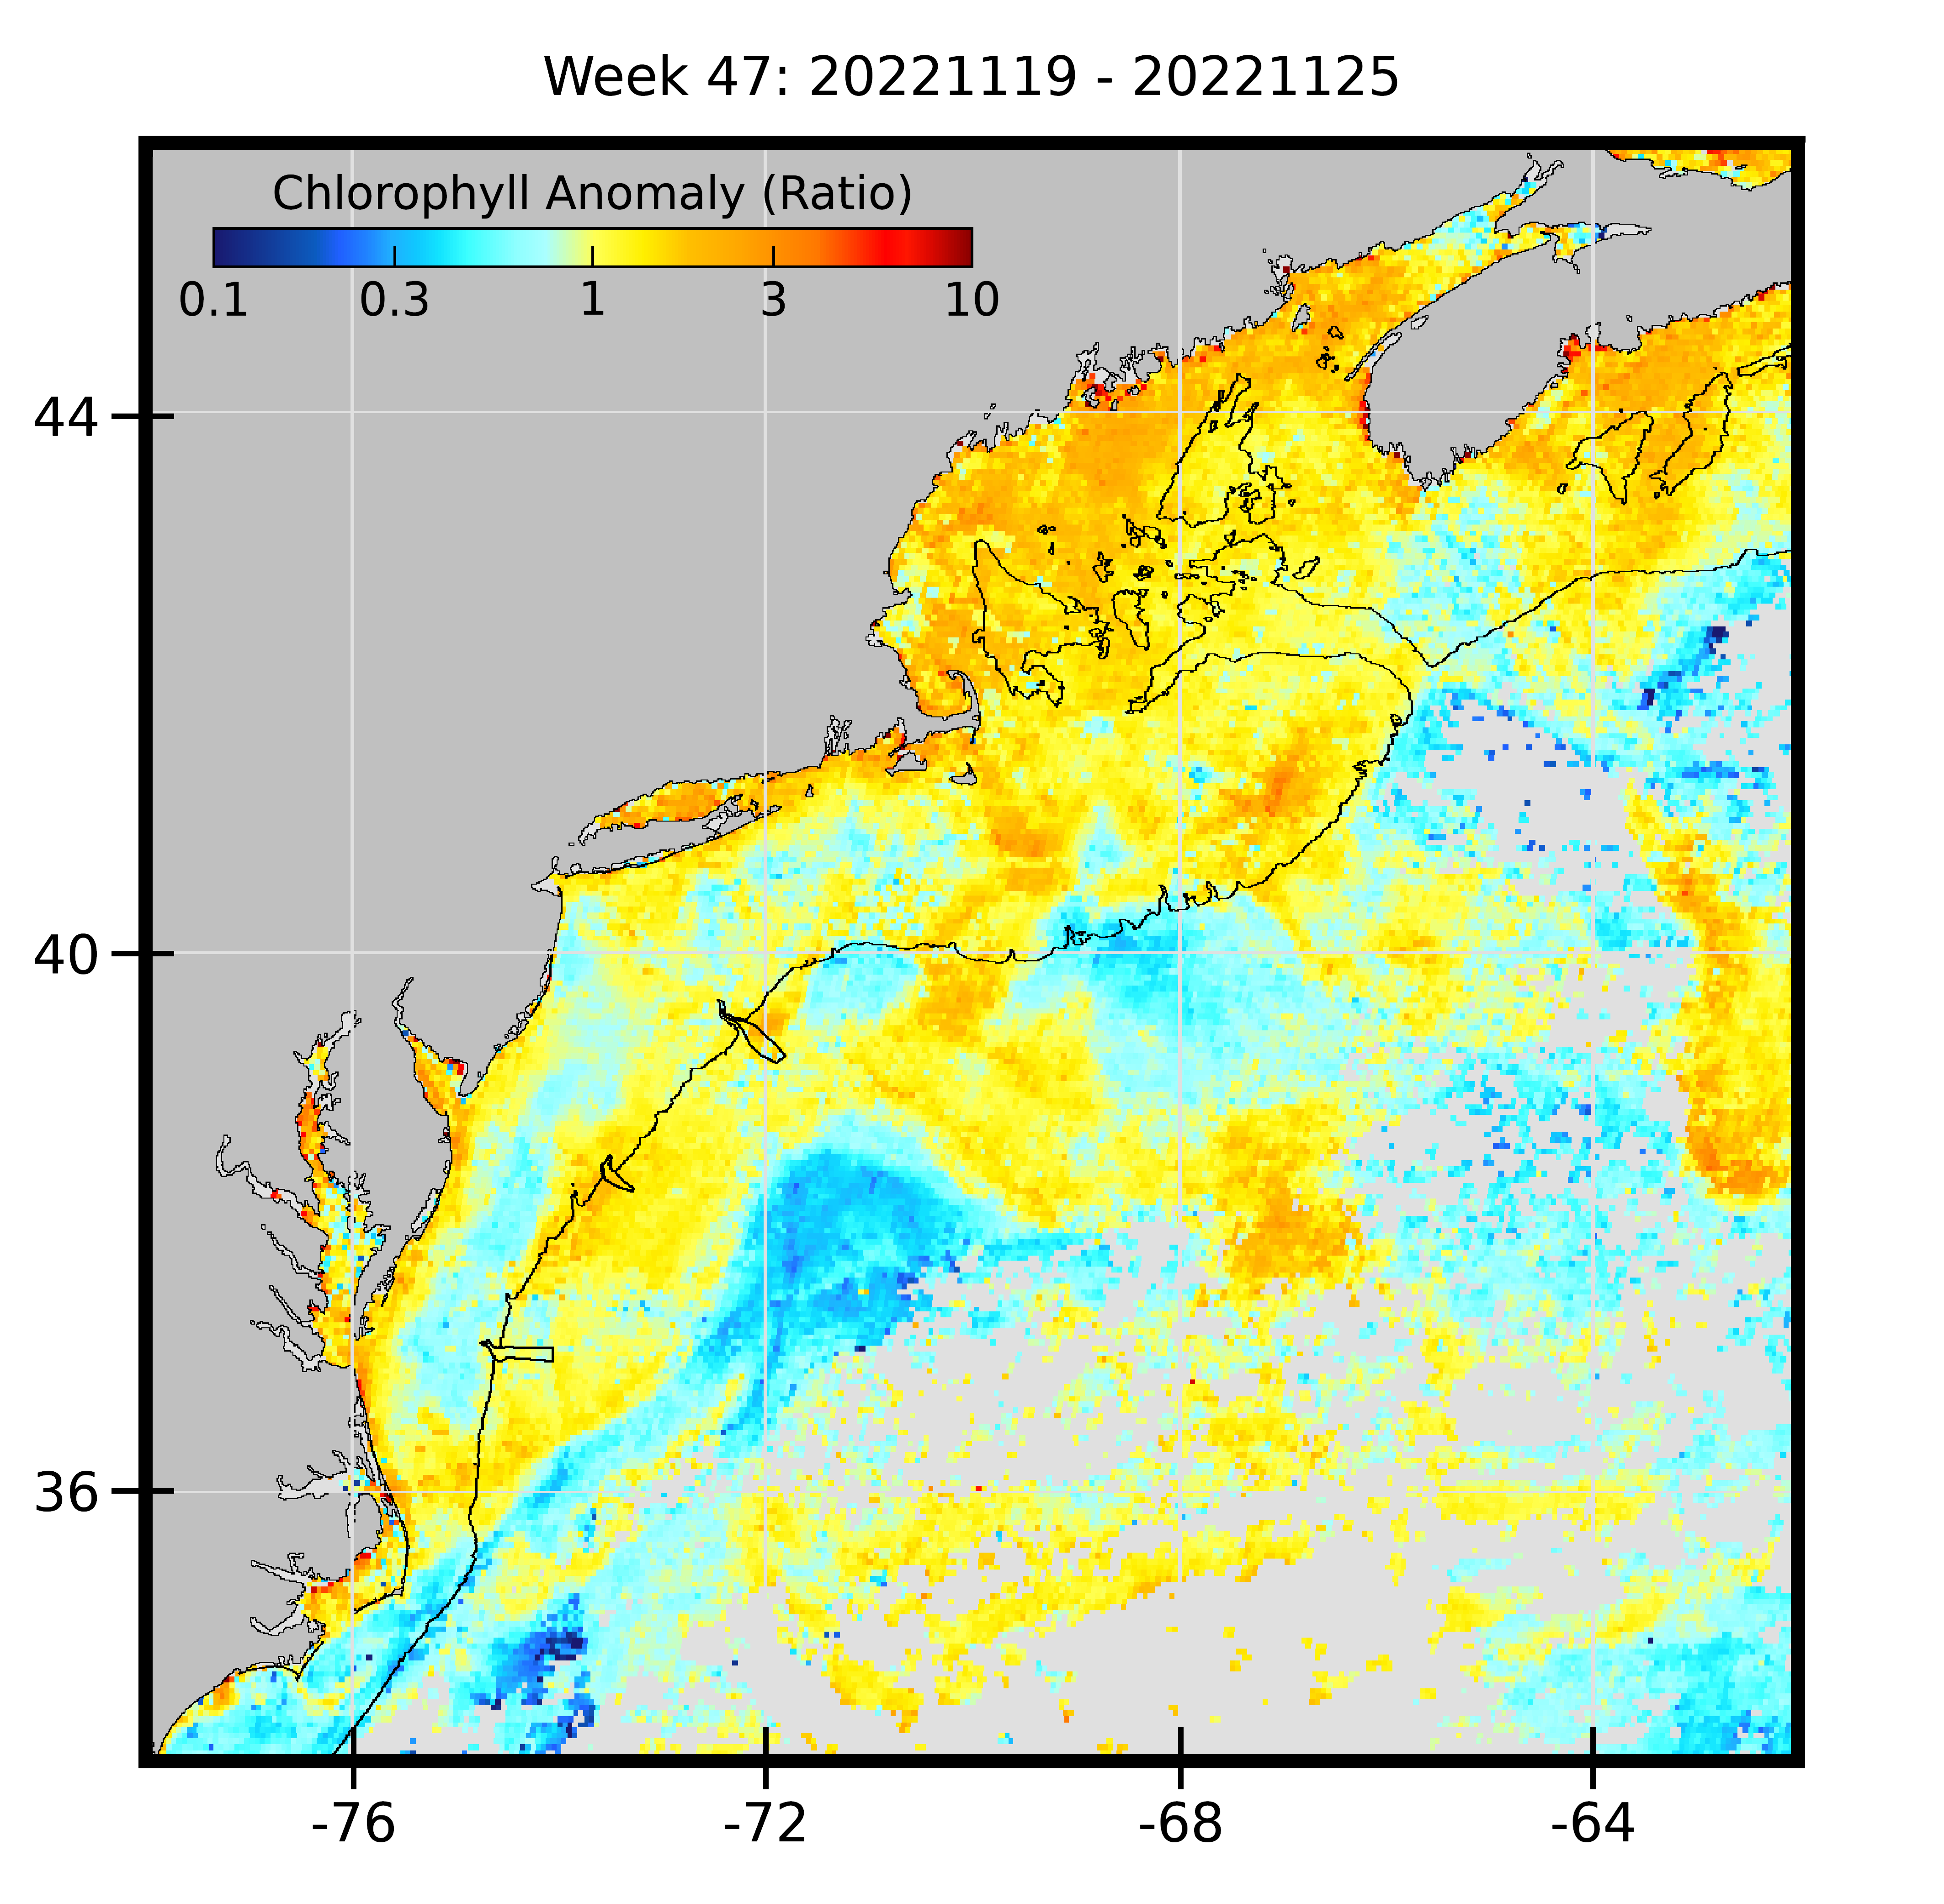 Week 47: 20221119 - 20221125
Chlorophyll Anomaly (Ratio)
0.1 0.3 1 3 10
44
40
36
-76 -72 -68 -64